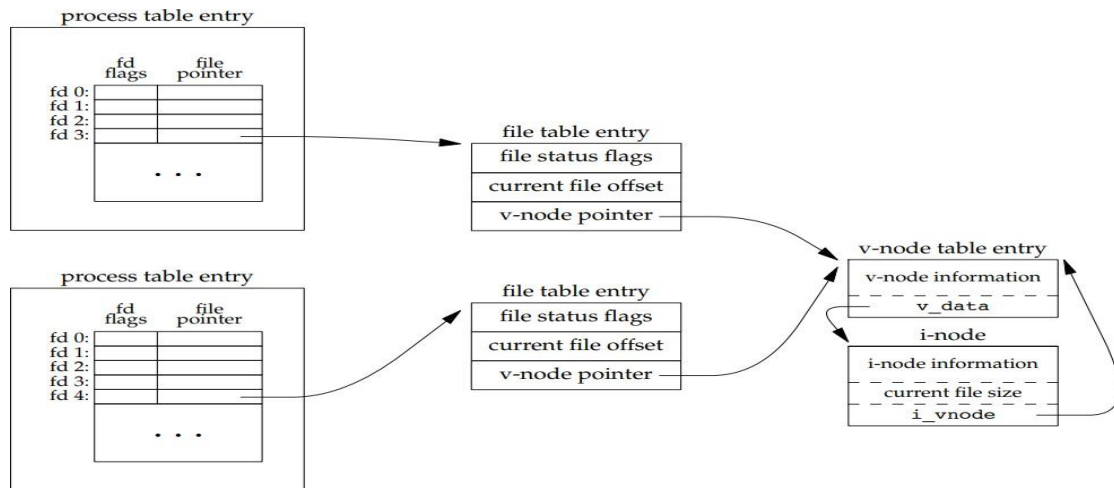 process table entry
fd file
flags pointer
fd 0:
fd 1:
fd 2:
fd 3:
. . .
file table entry
file status flags
current file offset
v-node pointer
process table entry
fd file
flags pointer
fd 0:
fd 1:
fd 2:
fd 3:
fd 4:
. . .
file table entry
file status flags
current file offset
v-node pointer
v-node table entry
v-node information
v_data
i-node
i-node information
current file size
i_vnode